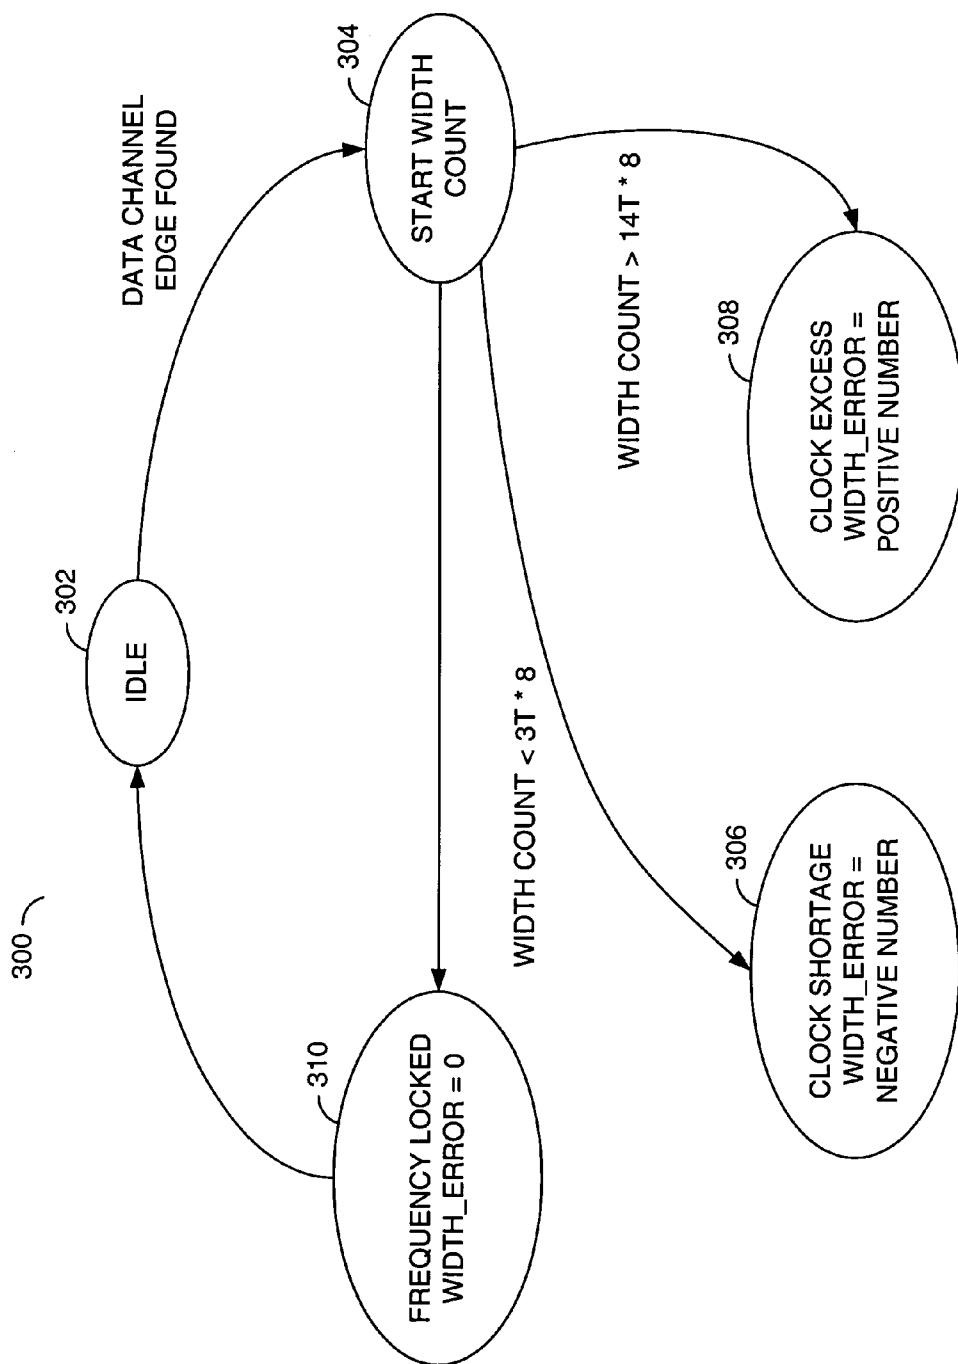 300
302
IDLE
DATA CHANNEL
EDGE FOUND
304
START WIDTH
COUNT
310
FREQUENCY LOCKED
WIDTH_ERROR = 0
WIDTH COUNT < 3T * 8
WIDTH COUNT > 14T * 8
306
CLOCK SHORTAGE
WIDTH_ERROR =
NEGATIVE NUMBER
308
CLOCK EXCESS
WIDTH_ERROR =
POSITIVE NUMBER